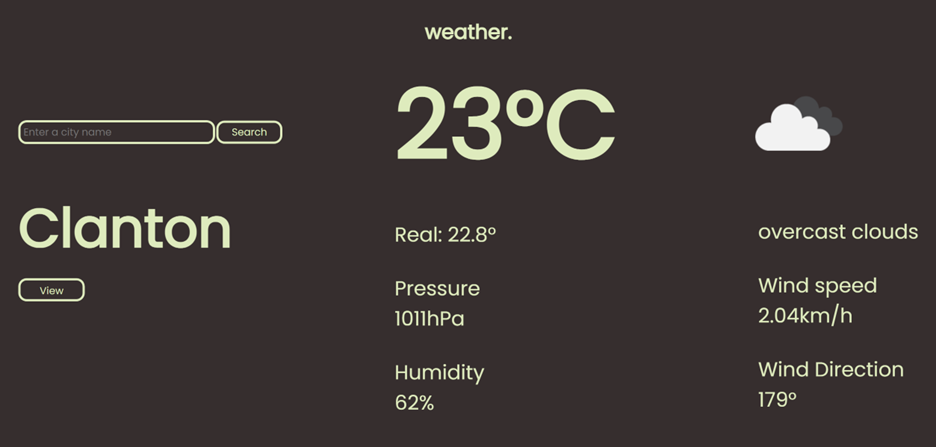 weather.
Enter a city name
Search
Clanton
View
23°C
Real: 22.8°
Pressure
1011hPa
Humidity
62%
overcast clouds
Wind speed
2.04km/h
Wind Direction
179°